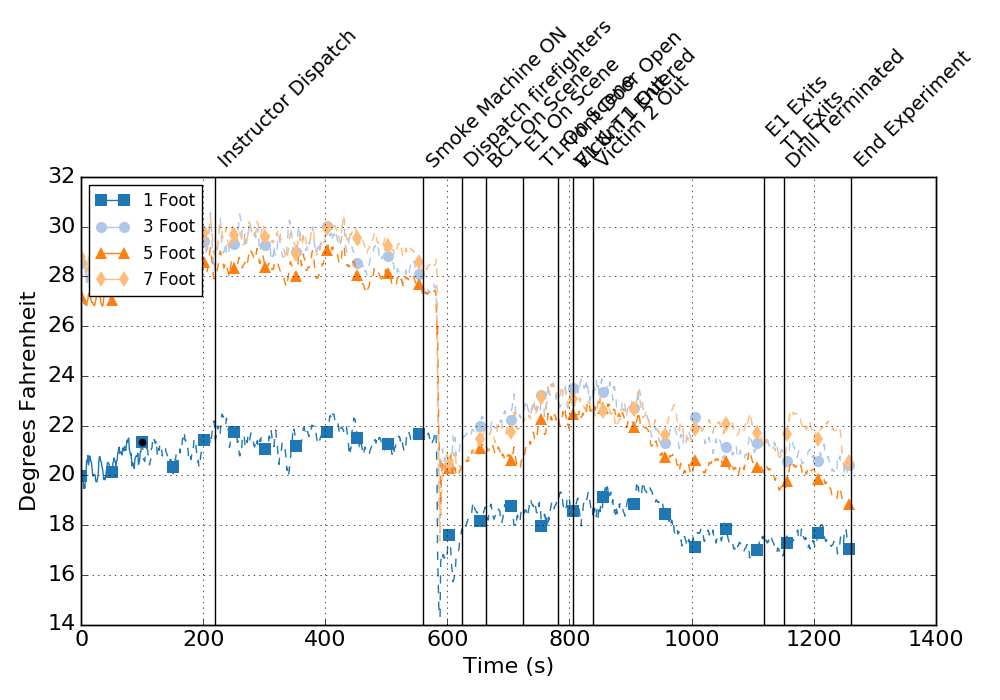 Instructor Dispatch
Smoke Machine ON
Dispatch firefighters
BC1 On Scene
E1 On Scene
T1 On Scene
Front Door Open
E1 & T1 Entered
Victim 1 Out
Victim 2 Out
E1 Exits
T1 Exits
Drill Terminated
End Experiment
32
30
28
26
24
22
20
18
16
14
Degrees Fahrenheit
1 Foot
3 Foot
5 Foot
7 Foot
0
200
400
600
800
1000
1200
1400
Time (s)